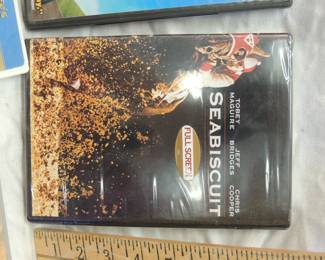 TOBEY MAGUIRE
JEFF BRIDGES
CHRIS COOPER
SEABISCUIT
FULL SCREEN